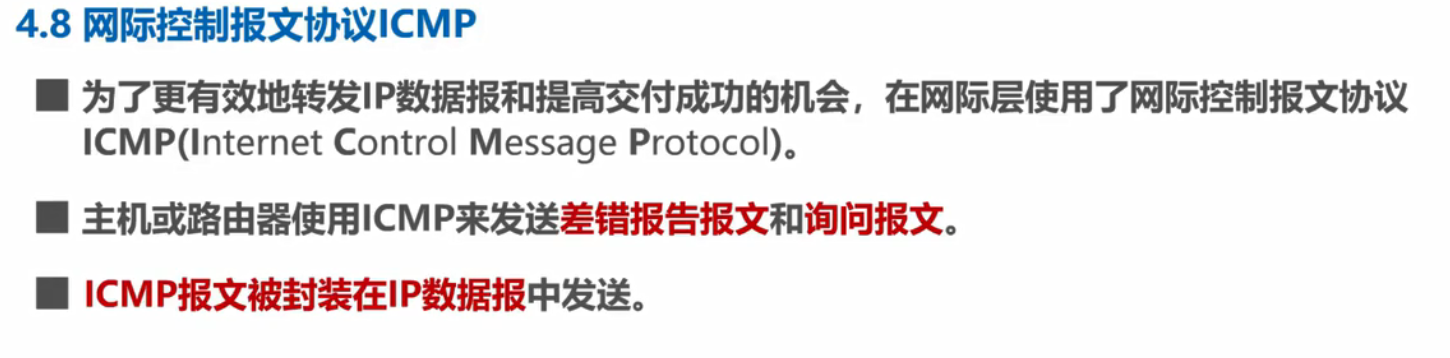 4.8 网际控制报文协议ICMP
为了更有效地转发IP数据报和提高交付成功的机会，在网际层使用了网际控制报文协议
ICMP(Internet Control Message Protocol)。
主机或路由器使用ICMP来发送差错报告报文和询问报文。
ICMP报文被封装在IP数据报中发送。